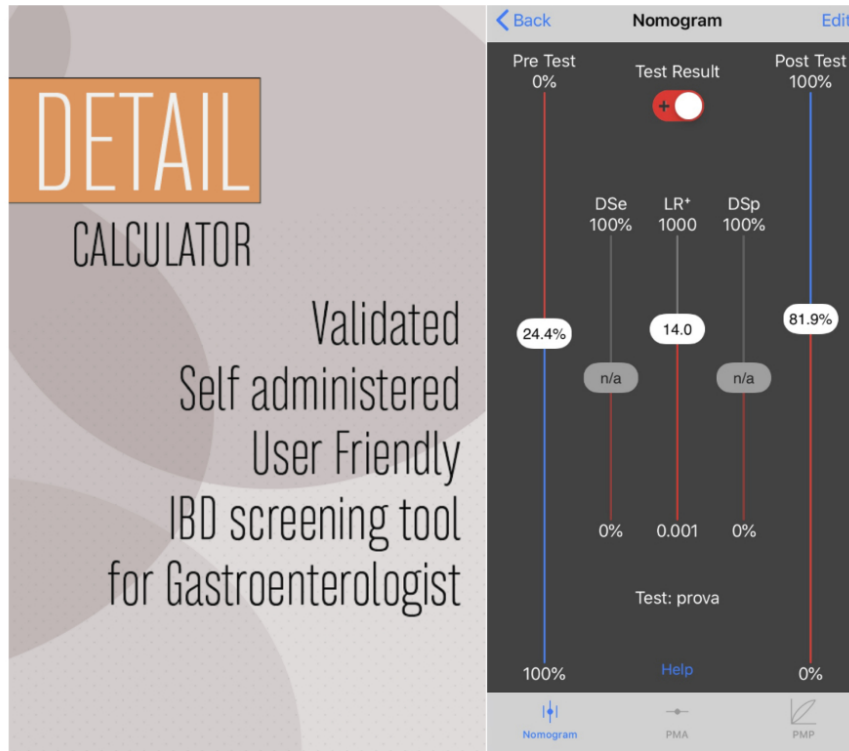 DETAIL
CALCULATOR
Validated
Self administered
User Friendly
IBD screening tool
for Gastroenterologist
Back Nomogram Edit
Pre Test Test Result Post Test
0% 100%
+
DSe LR⁺ DSp
100% 1000 100%
24.4% 14.0 81.9%
n/a n/a
0% 0.001 0%
Test: prova
100% Help 0%
Nomogram PMA PMP